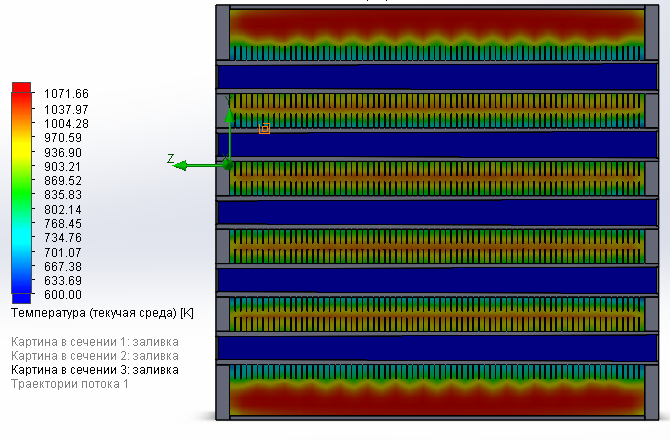 Z
1071.66
1037.97
1004.28
970.59
936.90
903.21
869.52
835.83
802.14
768.45
734.76
701.07
667.38
633.69
600.00
Температура (текучая среда) [K]
Картина в сечении 1: заливка
Картина в сечении 2: заливка
Картина в сечении 3: заливка
Траектории потока 1